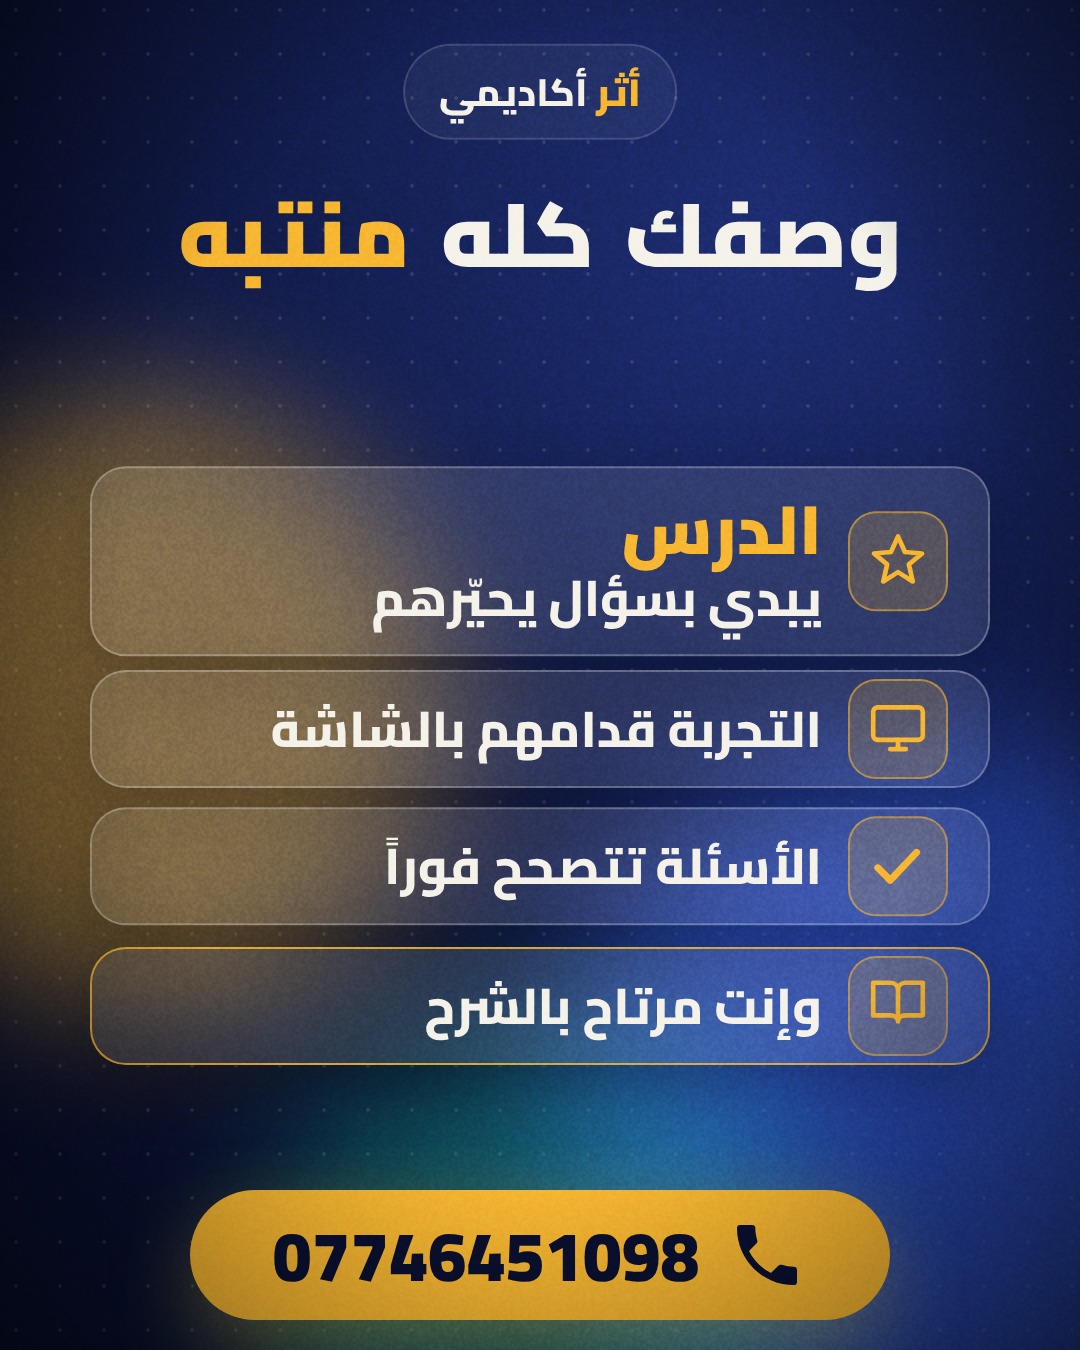 أثر أكاديمي
وصفك كله منتبه
الدرس
يبدي بسؤال يحيّرهم
التجربة قدامهم بالشاشة
الأسئلة تتصحح فوراً
وإنت مرتاح بالشرح
07746451098